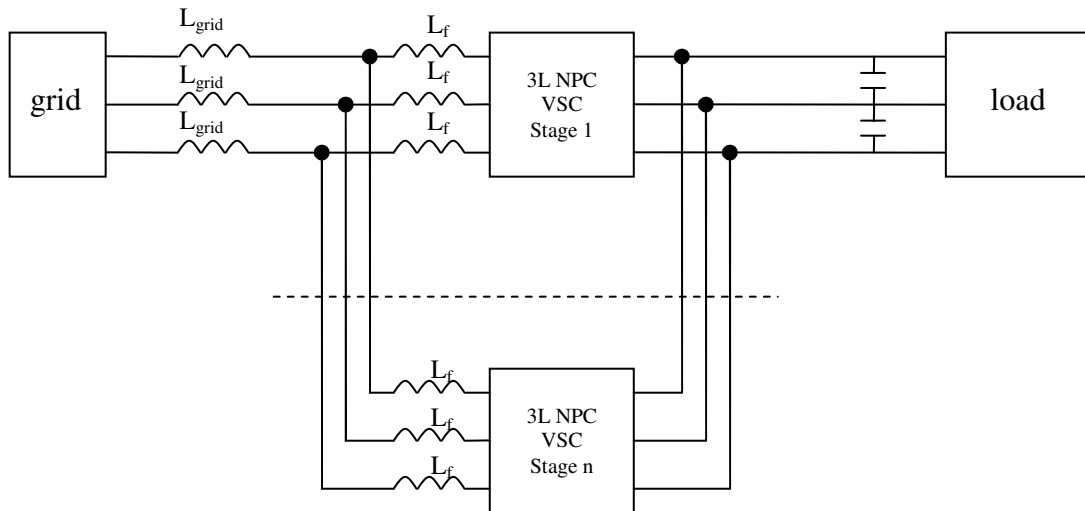 L_grid
L_f
grid
L_grid
L_f
3L NPC
VSC
Stage 1
load
L_grid
L_f
L_f
L_f
L_f
3L NPC
VSC
Stage n